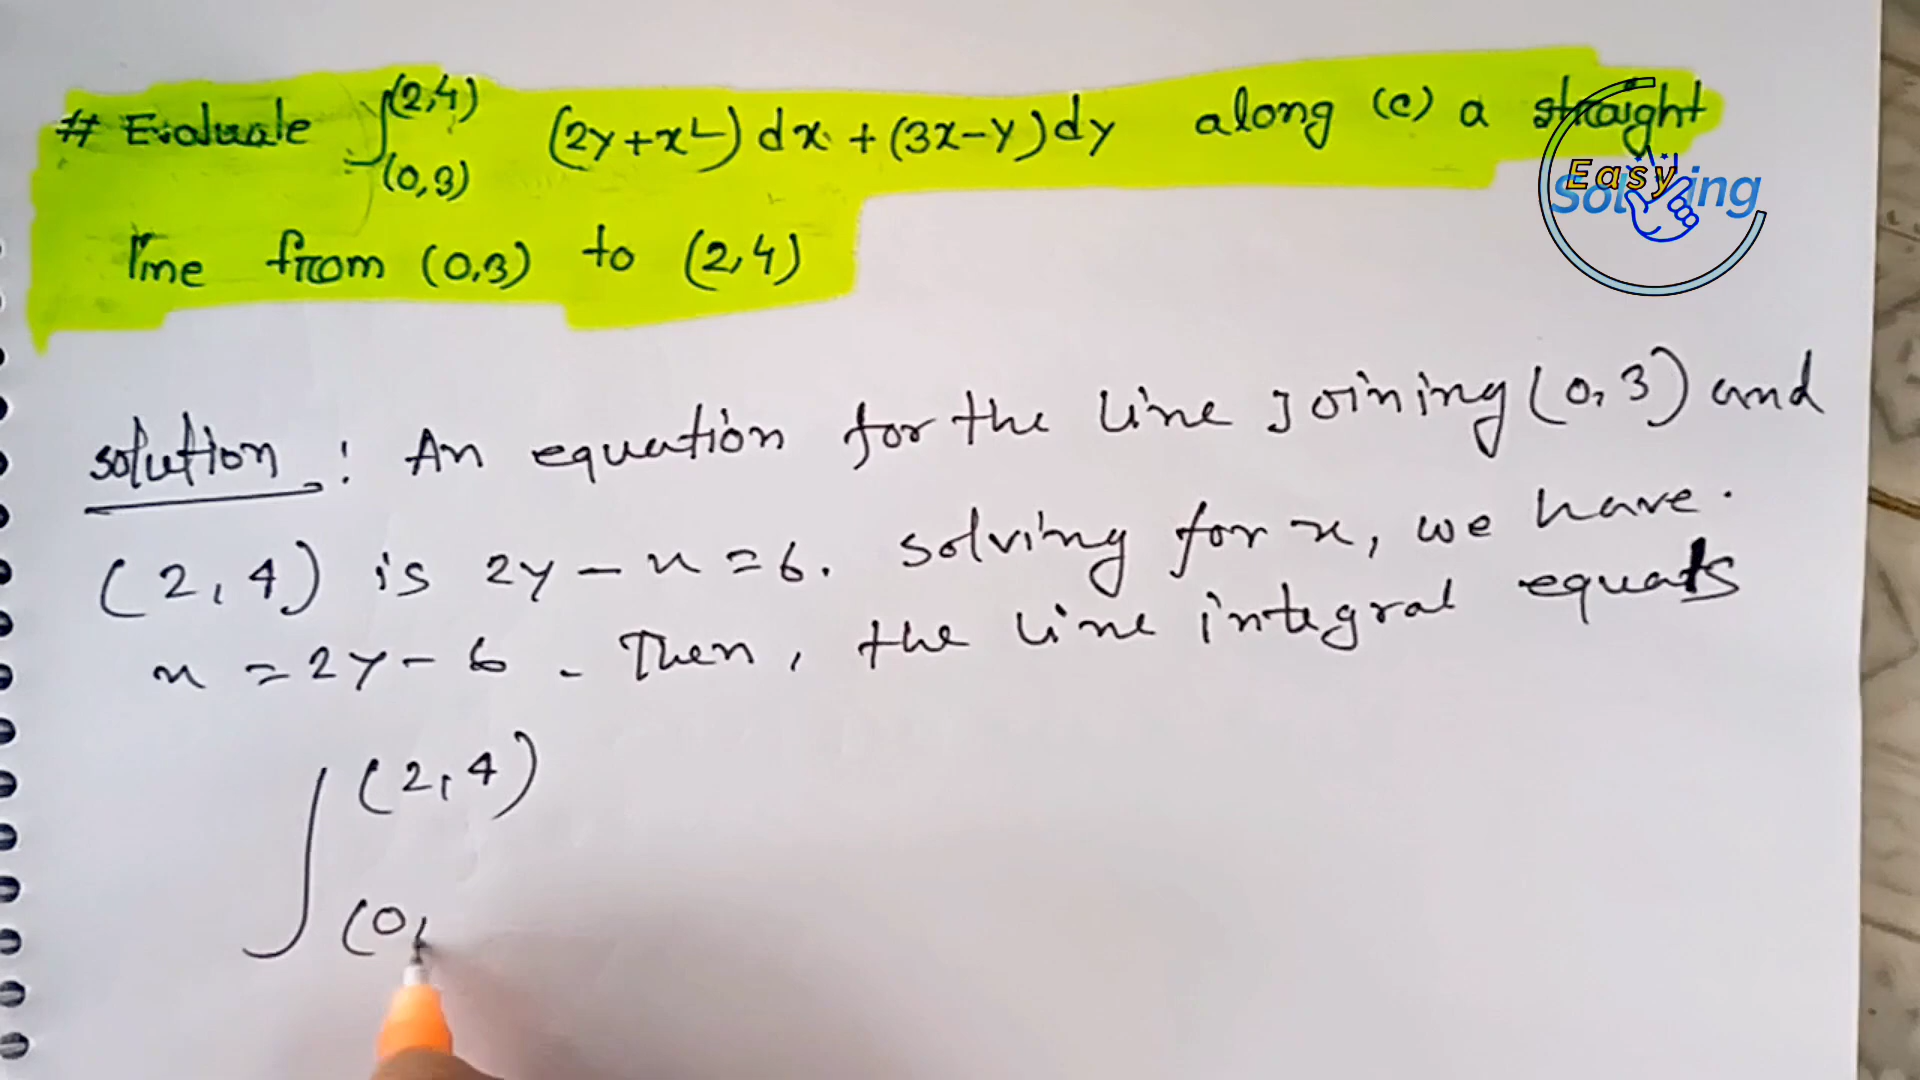 # Evaluate ∫(0,3)^(2,4) (2y+x²)dx+(3x-y)dy along (c) a straight
line from (0,3) to (2,4)
Easy
Solving
solution : An equation for the line joining (0,3) and
(2,4) is 2y-x=6. solving for x, we have.
x=2y-6. Then, the line integral equals
∫(0,^(2,4)